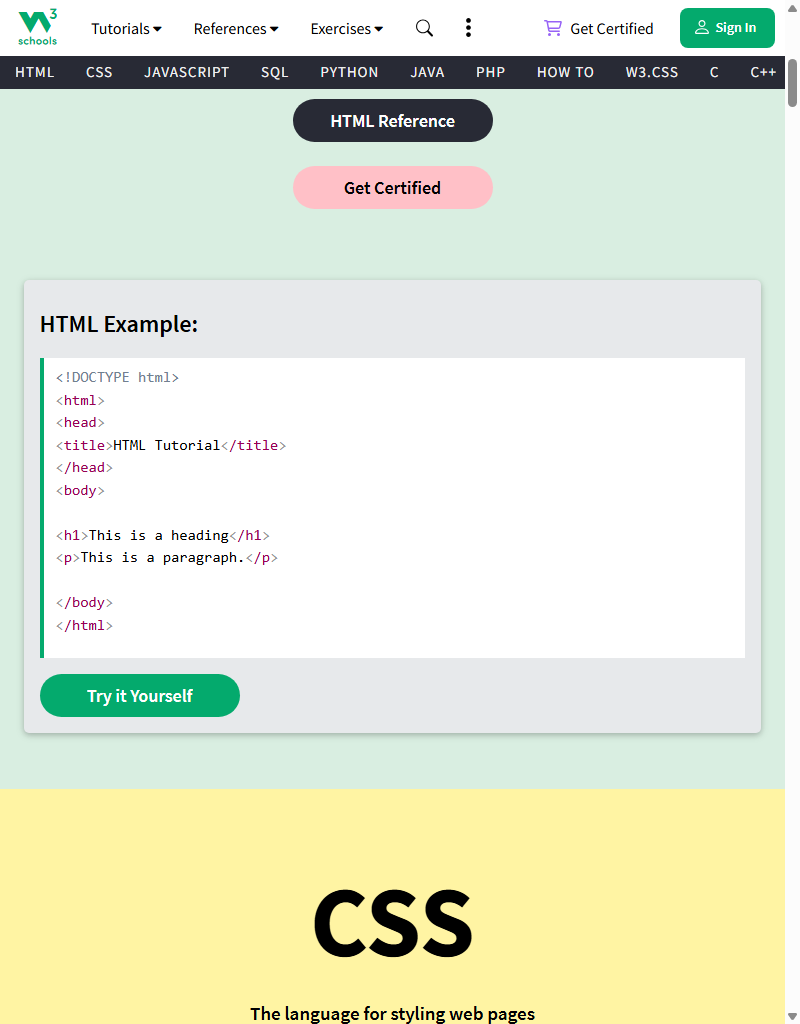 W3 schools
Tutorials References Exercises Get Certified Sign In
HTML CSS JAVASCRIPT SQL PYTHON JAVA PHP HOW TO W3.CSS C C++
HTML Reference
Get Certified
HTML Example:
<!DOCTYPE html>
<html>
<head>
<title>HTML Tutorial</title>
</head>
<body>
<h1>This is a heading</h1>
<p>This is a paragraph.</p>
</body>
</html>
Try it Yourself
CSS
The language for styling web pages